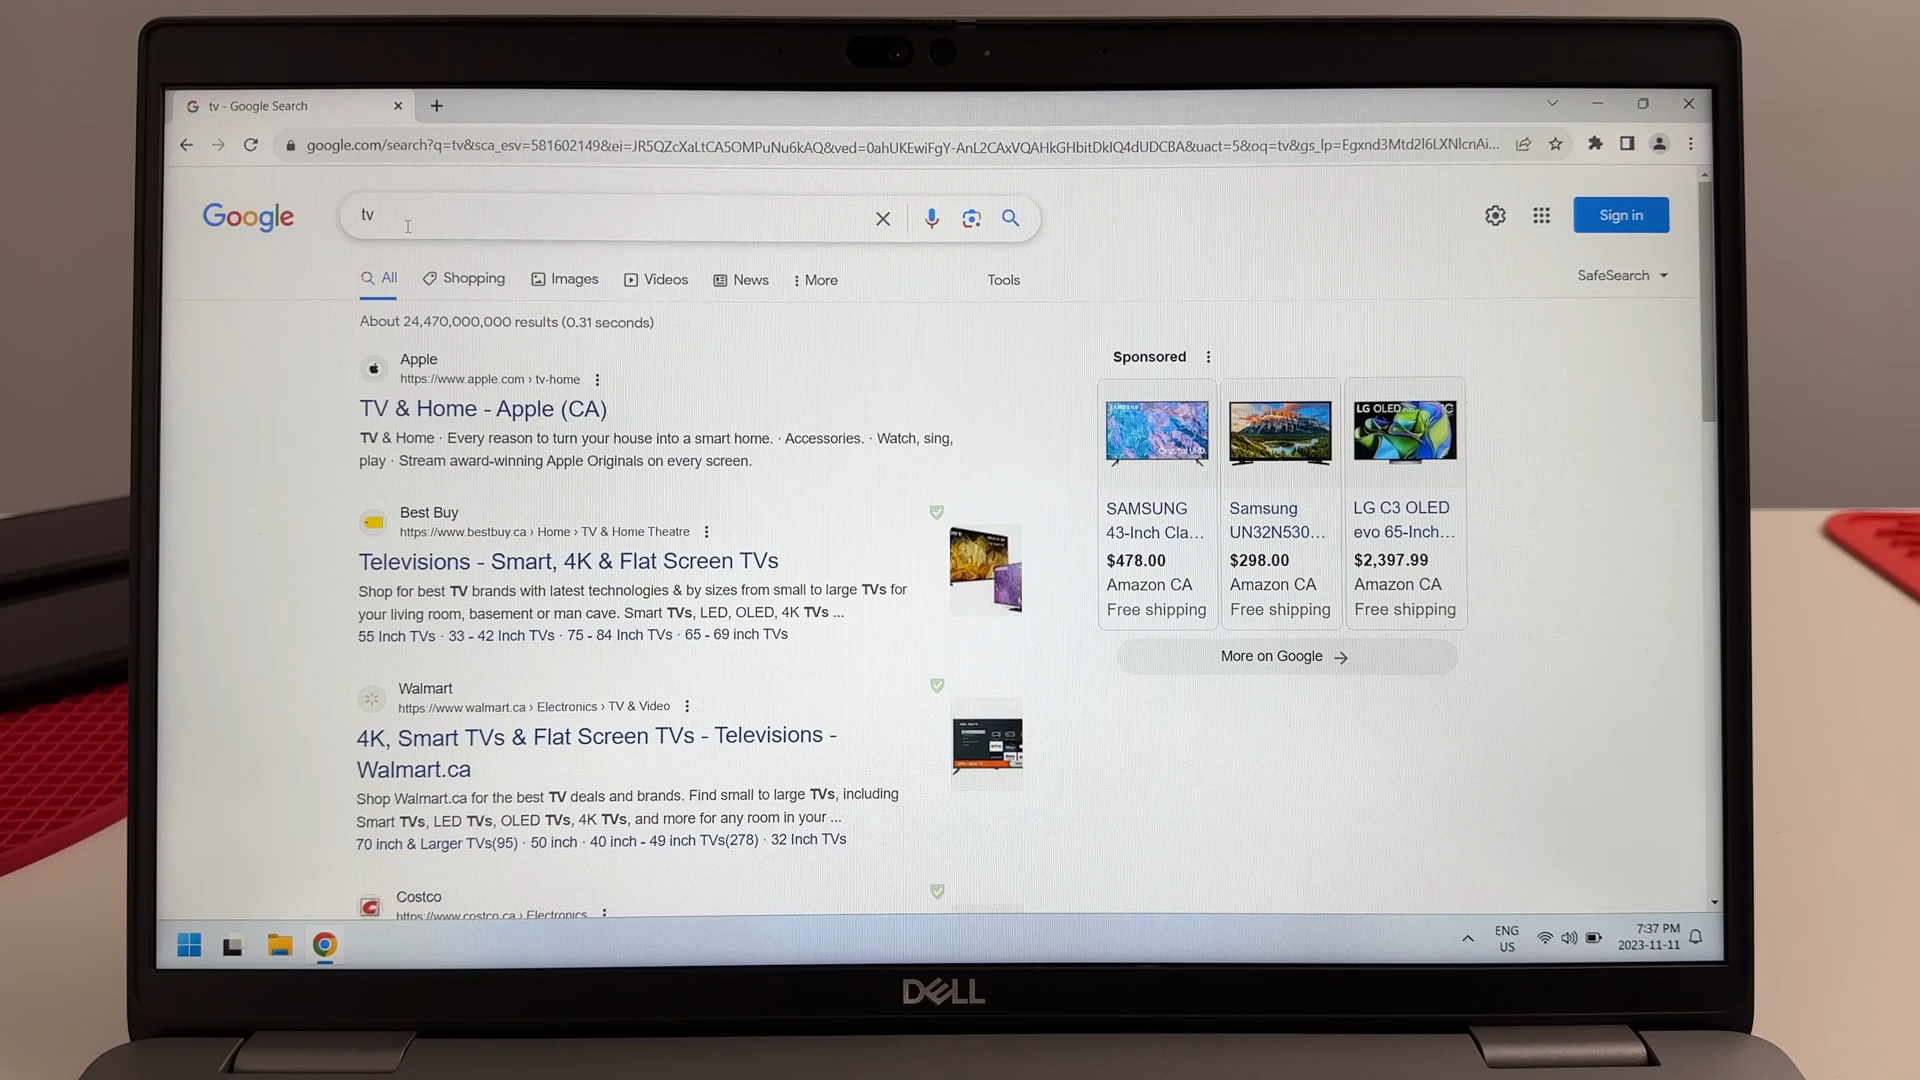 tv - Google Search
google.com/search?q=tv&sca_esv=581602149&ei=JR5QZcXaLtCA5OMPuNu6kAQ&ved=0ahUKEwiFgY-AnL2CAxVQAHkGHbitDkIQ4dUDCBA&uact=5&oq=tv&gs_lp=Egxnd3Mtd2l6LXNlcnAi...
Google
tv
Sign in
All
Shopping
Images
Videos
News
More
Tools
SafeSearch
About 24,470,000,000 results (0.31 seconds)
Apple
https://www.apple.com › tv-home
TV & Home - Apple (CA)
TV & Home · Every reason to turn your house into a smart home. · Accessories. · Watch, sing,
play · Stream award-winning Apple Originals on every screen.
Best Buy
https://www.bestbuy.ca › Home › TV & Home Theatre
Televisions - Smart, 4K & Flat Screen TVs
Shop for best TV brands with latest technologies & by sizes from small to large TVs for
your living room, basement or man cave. Smart TVs, LED, OLED, 4K TVs ...
55 Inch TVs · 33 - 42 Inch TVs · 75 - 84 Inch TVs · 65 - 69 inch TVs
Walmart
https://www.walmart.ca › Electronics › TV & Video
4K, Smart TVs & Flat Screen TVs - Televisions -
Walmart.ca
Shop Walmart.ca for the best TV deals and brands. Find small to large TVs, including
Smart TVs, LED TVs, OLED TVs, 4K TVs, and more for any room in your ...
70 inch & Larger TVs(95) · 50 inch · 40 inch - 49 inch TVs(278) · 32 Inch TVs
Costco
https://www.costco.ca › Electronics
Sponsored
Crystal UHD
LG OLED evo C
SAMSUNG
43-Inch Cla...
$478.00
Amazon CA
Free shipping
Samsung
UN32N530...
$298.00
Amazon CA
Free shipping
LG C3 OLED
evo 65-Inch...
$2,397.99
Amazon CA
Free shipping
More on Google
ENG
US
7:37 PM
2023-11-11
DELL